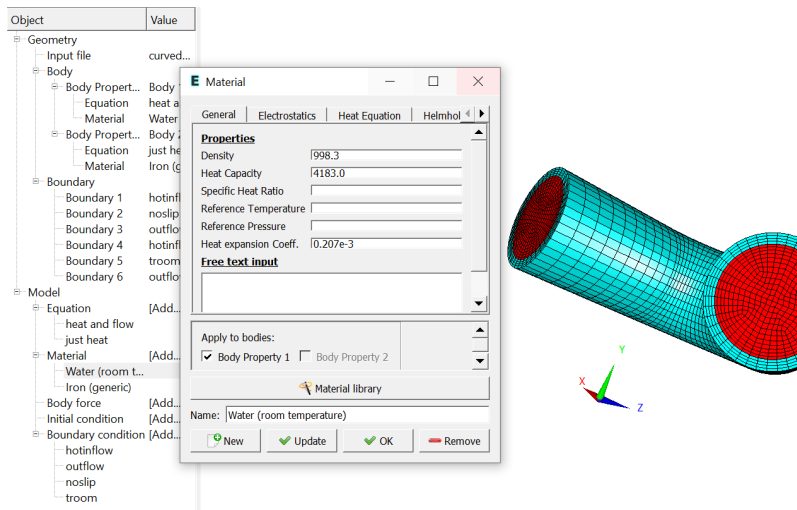 Object Value
Geometry
Input file curved...
Body
Body Propert... Body
Equation heat a
Material Water
Body Propert... Body
Equation just he
Material Iron (g
Boundary
Boundary 1 hotinfl
Boundary 2 noslip
Boundary 3 outflo
Boundary 4 hotinfl
Boundary 5 troom
Boundary 6 outflo
Model
Equation [Add...
heat and flow
just heat
Material [Add...
Water (room t...
Iron (generic)
Body force [Add...
Initial condition [Add...
Boundary condition [Add...
hotinflow
outflow
noslip
troom
E Material
General Electrostatics Heat Equation Helmhol
Properties
Density 998.3
Heat Capacity 4183.0
Specific Heat Ratio
Reference Temperature
Reference Pressure
Heat expansion Coeff. 0.207e-3
Free text input
Apply to bodies:
Body Property 1 Body Property 2
Material library
Name: Water (room temperature)
New Update OK Remove
Y
X
Z